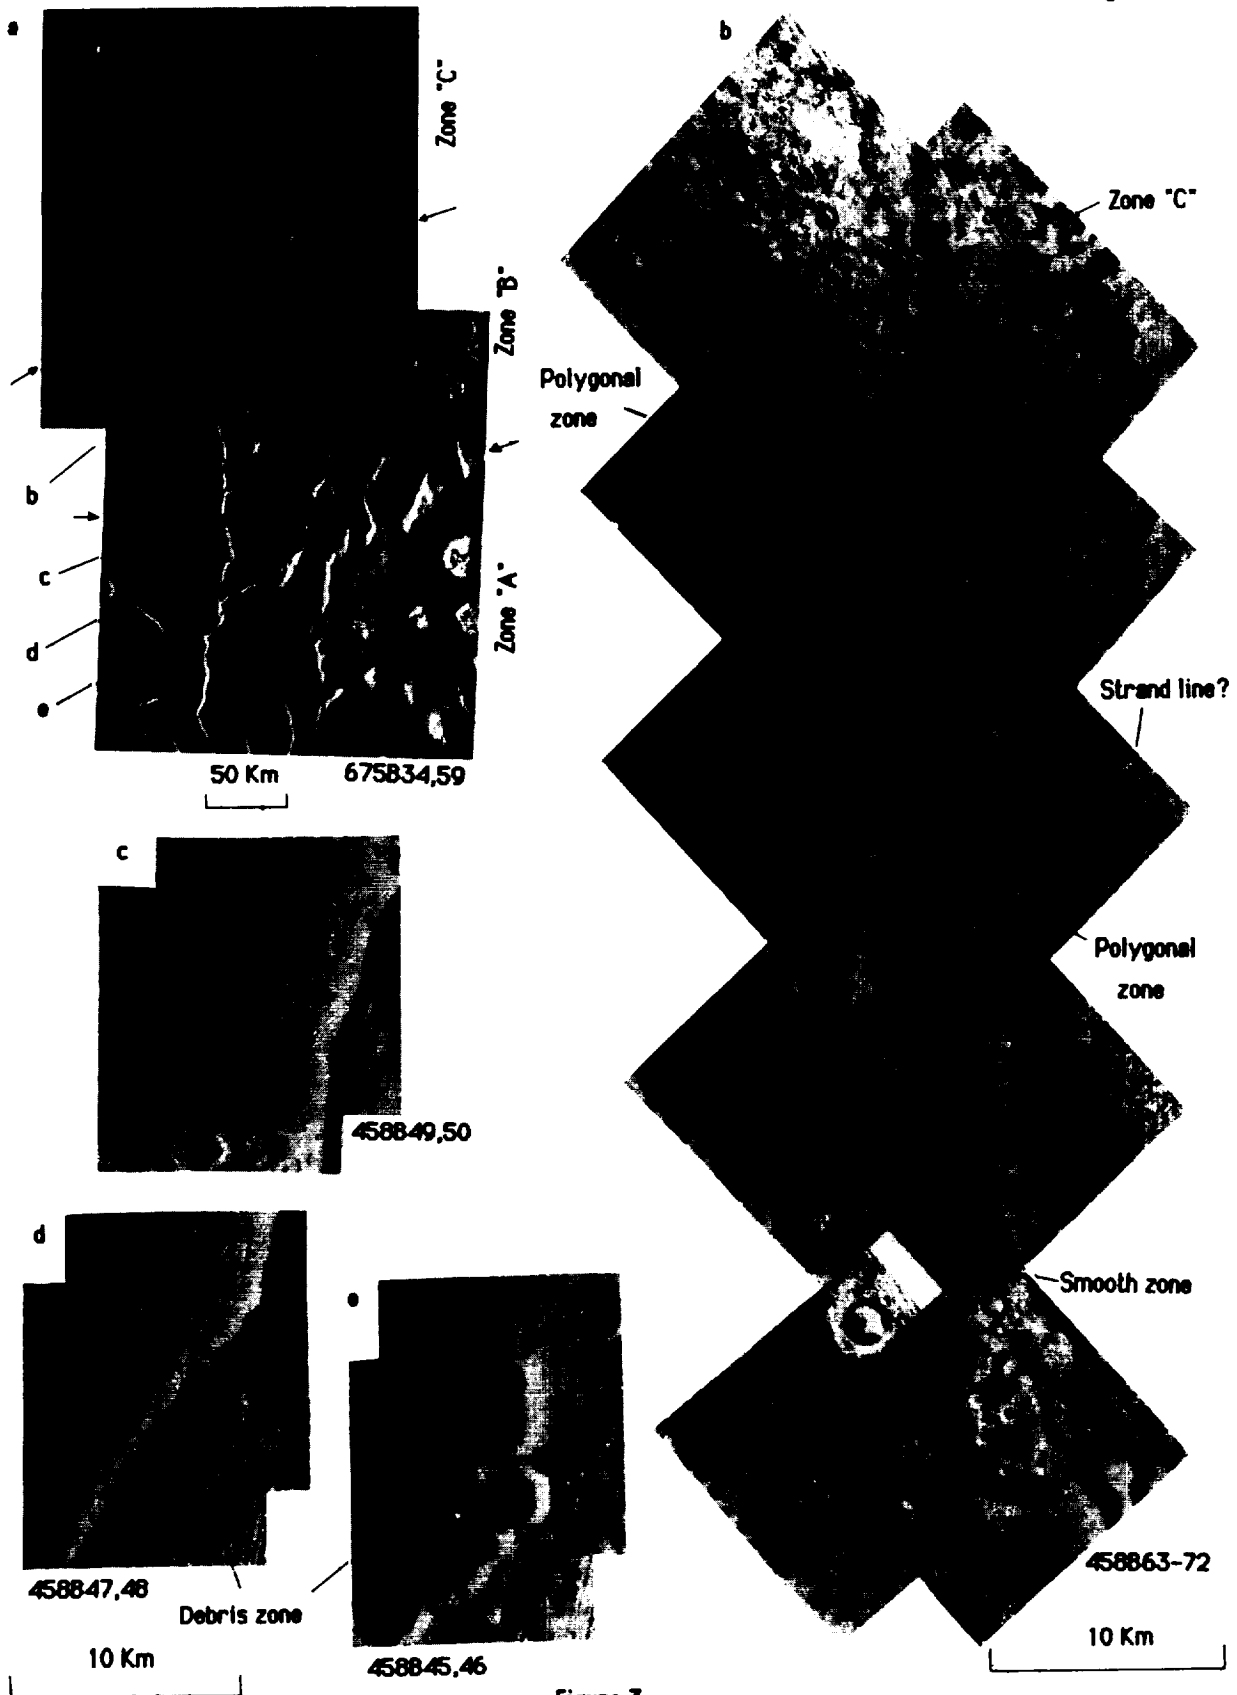 a
Zone "C"
Zone "B"
b
c
d
e
Zone "A"
50 Km
675B34,59
b
Zone "C"
Polygonal
zone
Strand line?
Polygonal
zone
Smooth zone
458B63-72
10 Km
c
458B49,50
d
458B47,48
e
Debris zone
458B45,46
10 Km